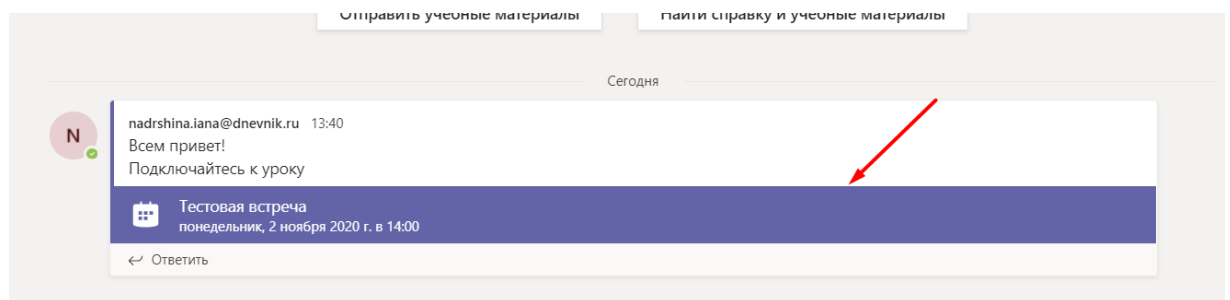 Отправить учебные материалы
Найти справку и учебные материалы
Сегодня
N
nadrshina.iana@dnevnik.ru 13:40
Всем привет!
Подключайтесь к уроку
Тестовая встреча
понедельник, 2 ноября 2020 г. в 14:00
Ответить